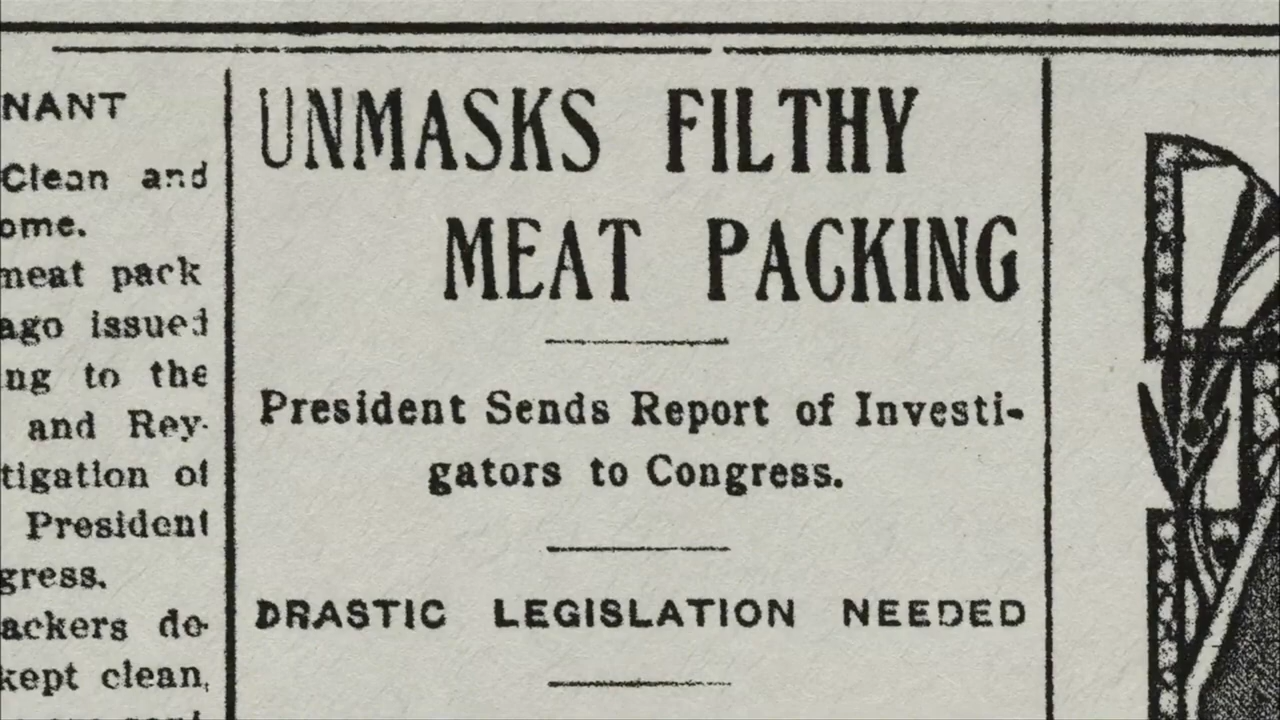 NANT
Clean and
ome.
meat pack
ago issued
ng to the
and Rey-
tigation of
President
gress.
ackers do-
kept clean,
UNMASKS FILTHY
MEAT PACKING
President Sends Report of Investi-
gators to Congress.
DRASTIC LEGISLATION NEEDED